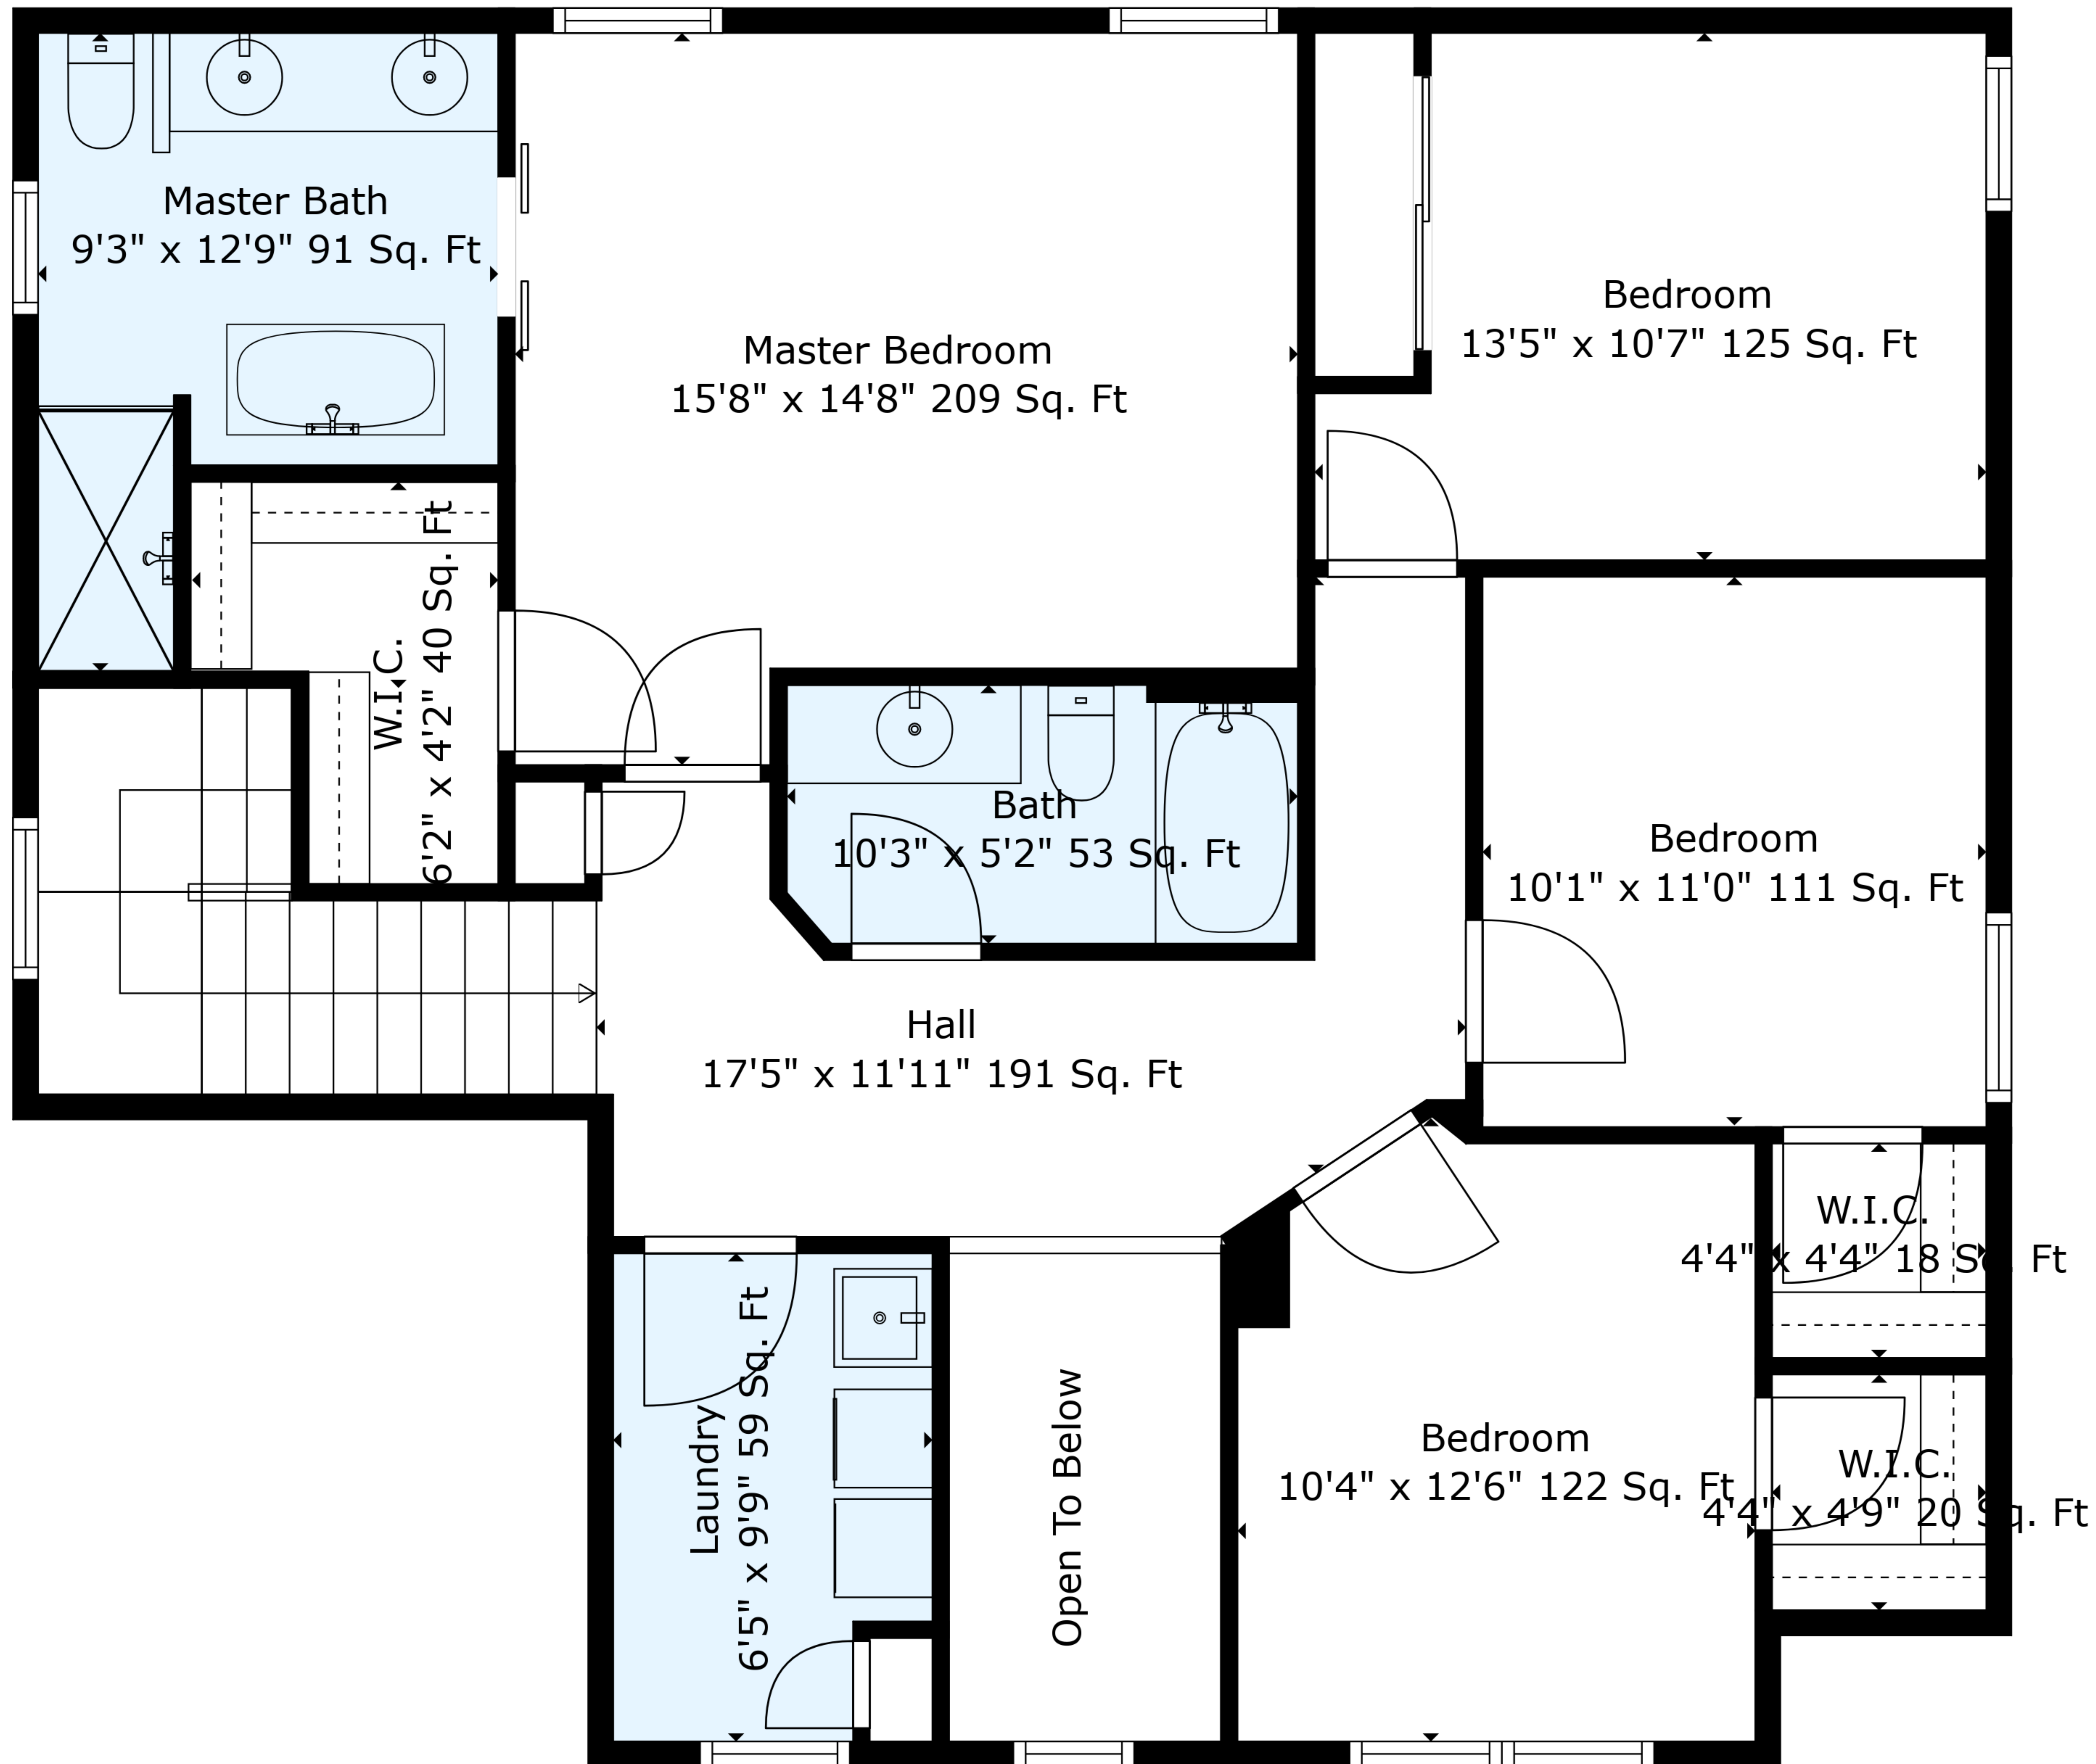 Master Bath
9'3" x 12'9" 91 Sq. Ft
Master Bedroom
15'8" x 14'8" 209 Sq. Ft
Bedroom
13'5" x 10'7" 125 Sq. Ft
W.I.C.
6'2" x 4'2" 40 Sq. Ft
Bath
10'3" x 5'2" 53 Sq. Ft
Bedroom
10'1" x 11'0" 111 Sq. Ft
Hall
17'5" x 11'11" 191 Sq. Ft
W.I.C.
4'4" x 4'4" 18 Sq. Ft
Laundry
6'5" x 9'9" 59 Sq. Ft
Open To Below
Bedroom
10'4" x 12'6" 122 Sq. Ft
W.I.C.
4'4" x 4'9" 20 Sq. Ft